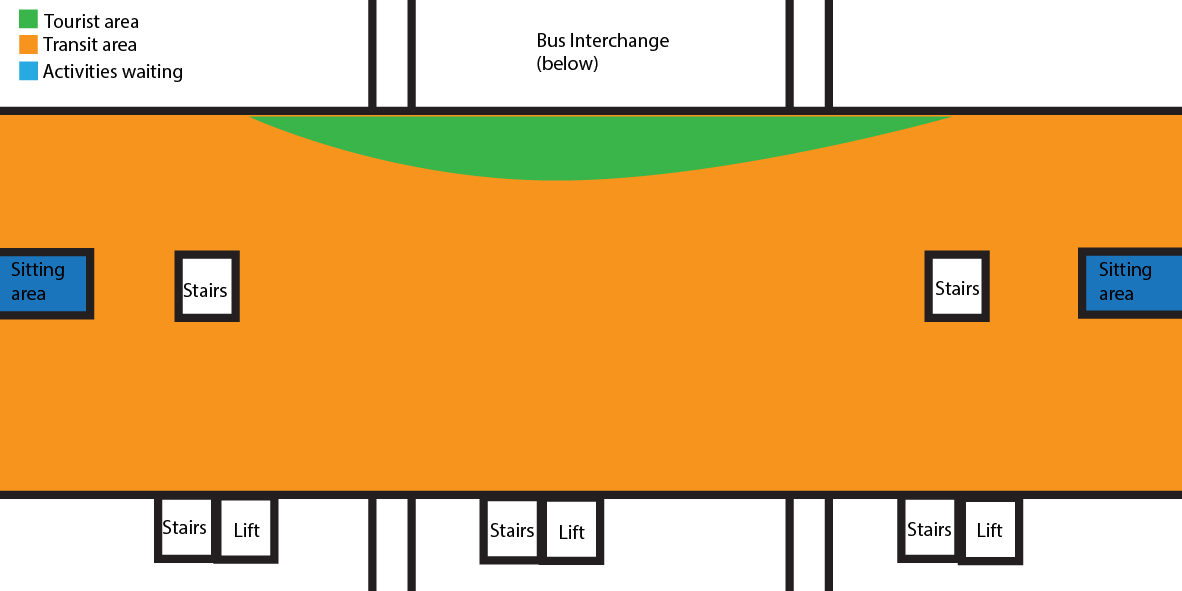 Tourist area
Transit area
Activities waiting
Bus Interchange
(below)
Sitting
area
Stairs
Stairs
Sitting
area
Stairs
Lift
Stairs
Lift
Stairs
Lift